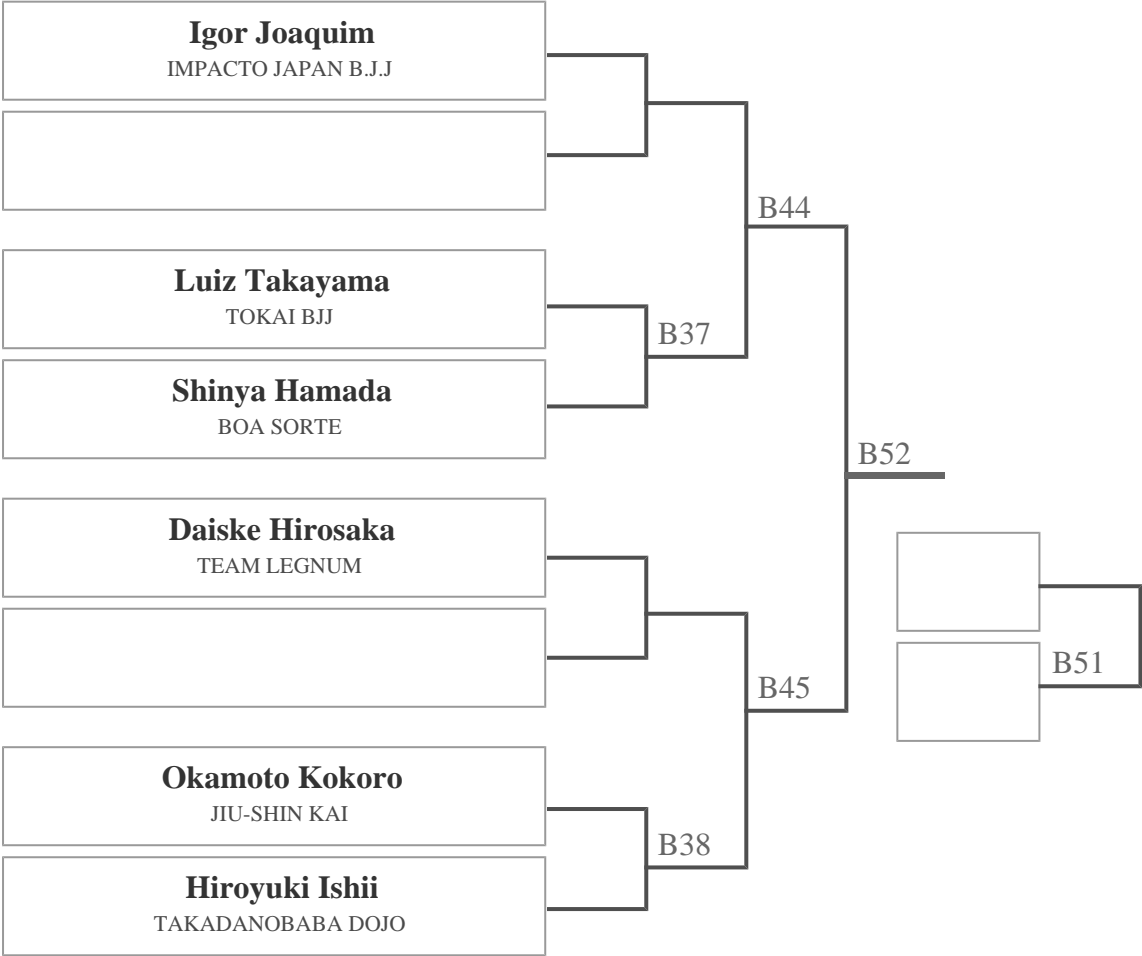 Igor Joaquim
IMPACTO JAPAN B.J.J
B44
Luiz Takayama
TOKAI BJJ
B37
Shinya Hamada
BOA SORTE
B52
Daiske Hirosaka
TEAM LEGNUM
B45
B51
Okamoto Kokoro
JIU-SHIN KAI
B38
Hiroyuki Ishii
TAKADANOBABA DOJO